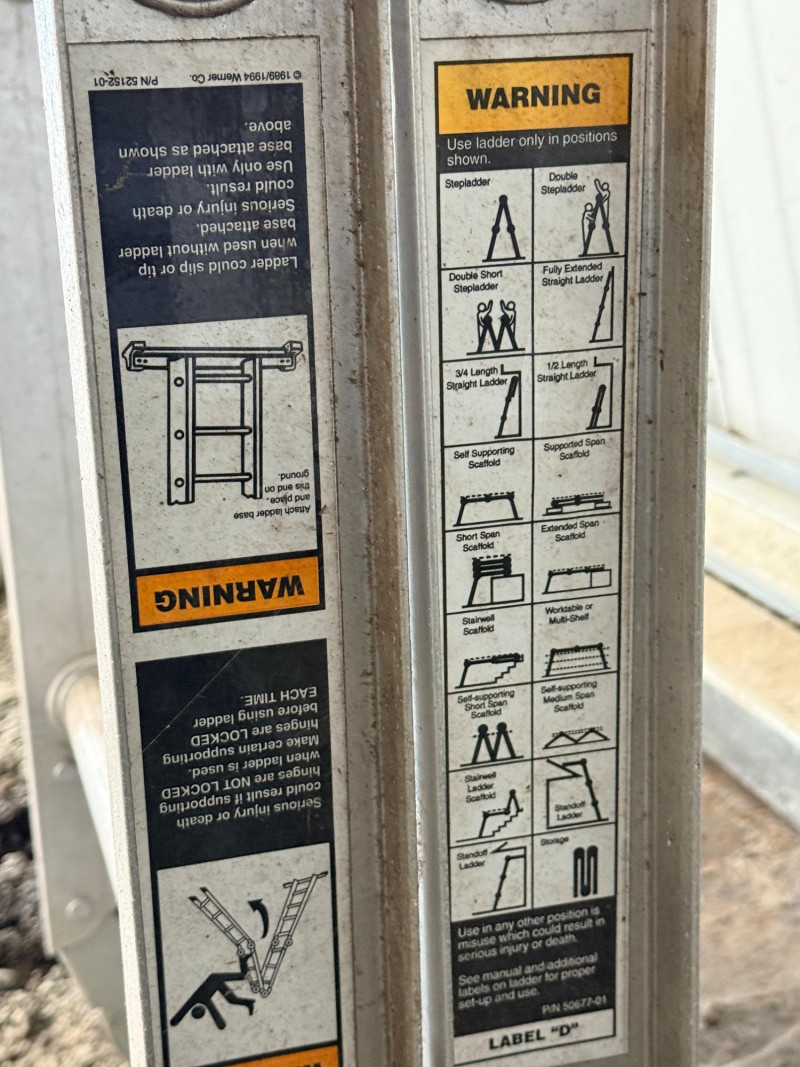 WARNING
Attach ladder base
and place
this end on
ground.
Ladder could slip or tip
when used without ladder
base attached.
Serious injury or death
could result.
Use only with ladder
base attached as shown
above.
© 1989/1994 Werner Co. P/N 52152-01
Serious injury or death
could result if supporting
hinges are NOT LOCKED
when ladder is used.
Make certain supporting
hinges are LOCKED
before using ladder
EACH TIME.
WARNING
Use ladder only in positions
shown.
Stepladder
Double
Stepladder
Double Short
Stepladder
Fully Extended
Straight Ladder
3/4 Length
Straight Ladder
1/2 Length
Straight Ladder
Self Supporting
Scaffold
Supported Span
Scaffold
Short Span
Scaffold
Extended Span
Scaffold
Stairwell
Scaffold
Worktable or
Multi-Shelf
Self-supporting
Short Span
Scaffold
Self-supporting
Medium Span
Scaffold
Stairwell
Ladder
Scaffold
Standoff
Ladder
Standoff
Ladder
Storage
Use in any other position is
misuse which could result in
serious injury or death.
See manual and additional
labels on ladder for proper
set-up and use.
P/N 50677-01
LABEL "D"